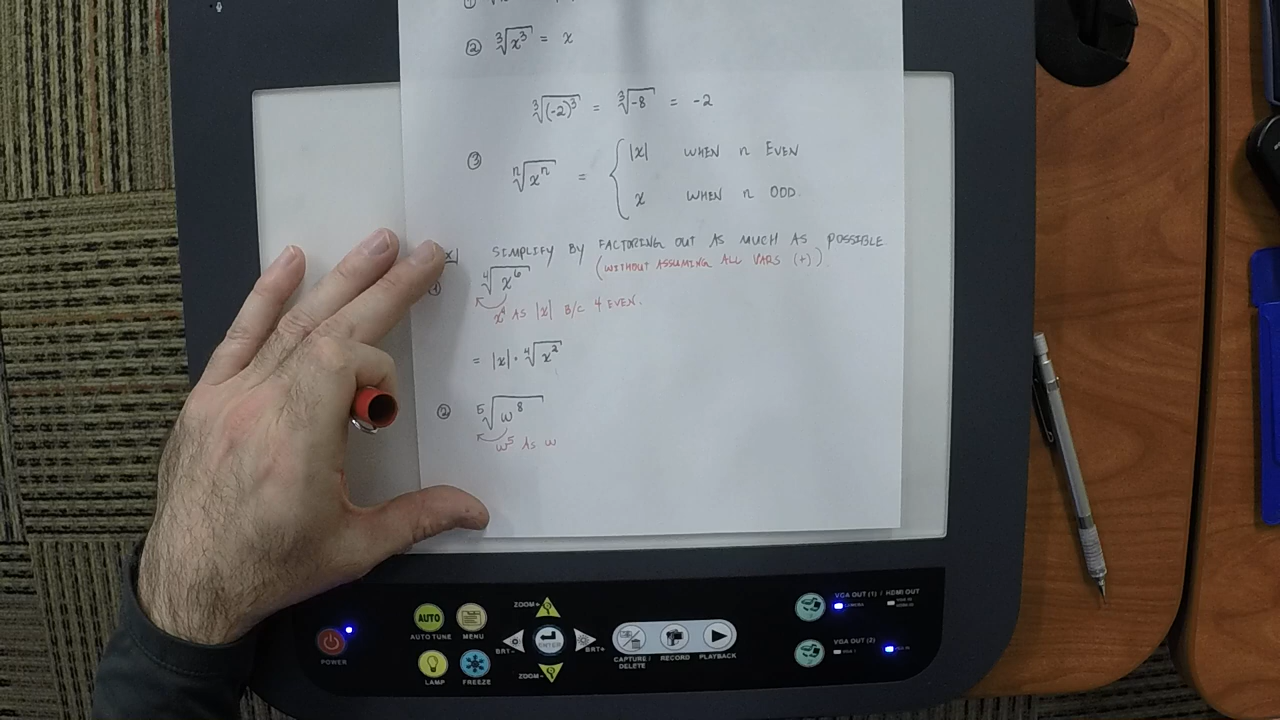 ② ∛x³ = x
∛(-2)³ = ∛-8 = -2
③ ⁿ√xⁿ = { |x| WHEN n EVEN
x WHEN n ODD
SIMPLIFY BY FACTORING OUT AS MUCH AS POSSIBLE
(WITHOUT ASSUMING ALL VARS (+))
① ∜x⁶
x⁴ AS |x| B/C 4 EVEN.
= |x| · ∜x²
② ⁵√w⁸
w⁵ AS w
POWER
AUTO
AUTO TUNE
MENU
LAMP
FREEZE
ZOOM+
BRT-
ENTER
BRT+
ZOOM-
CAPTURE / DELETE
RECORD
PLAYBACK
VGA OUT (1) / HDMI OUT
CAMERA
VGA OUT (2)